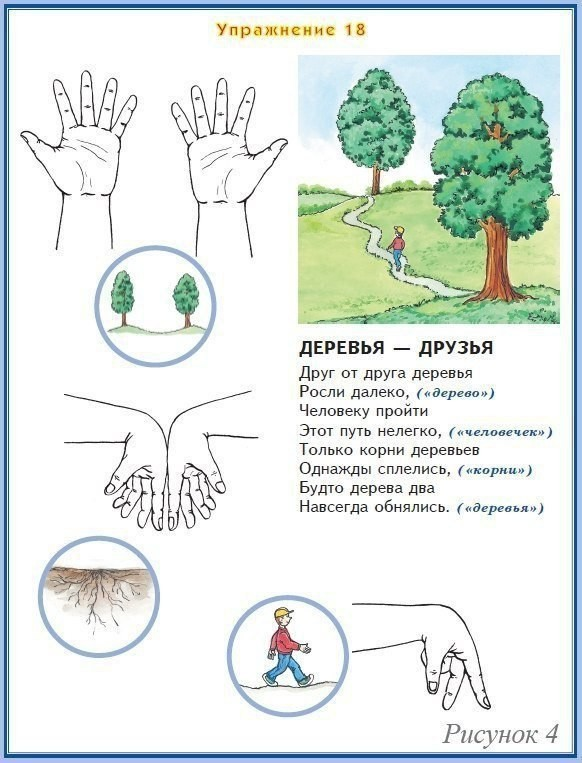 Упражнение 18
ДЕРЕВЬЯ — ДРУЗЬЯ
Друг от друга деревья
Росли далеко, («дерево»)
Человеку пройти
Этот путь нелегко, («человечек»)
Только корни деревьев
Однажды сплелись, («корни»)
Будто дерева два
Навсегда обнялись. («деревья»)
Рисунок 4